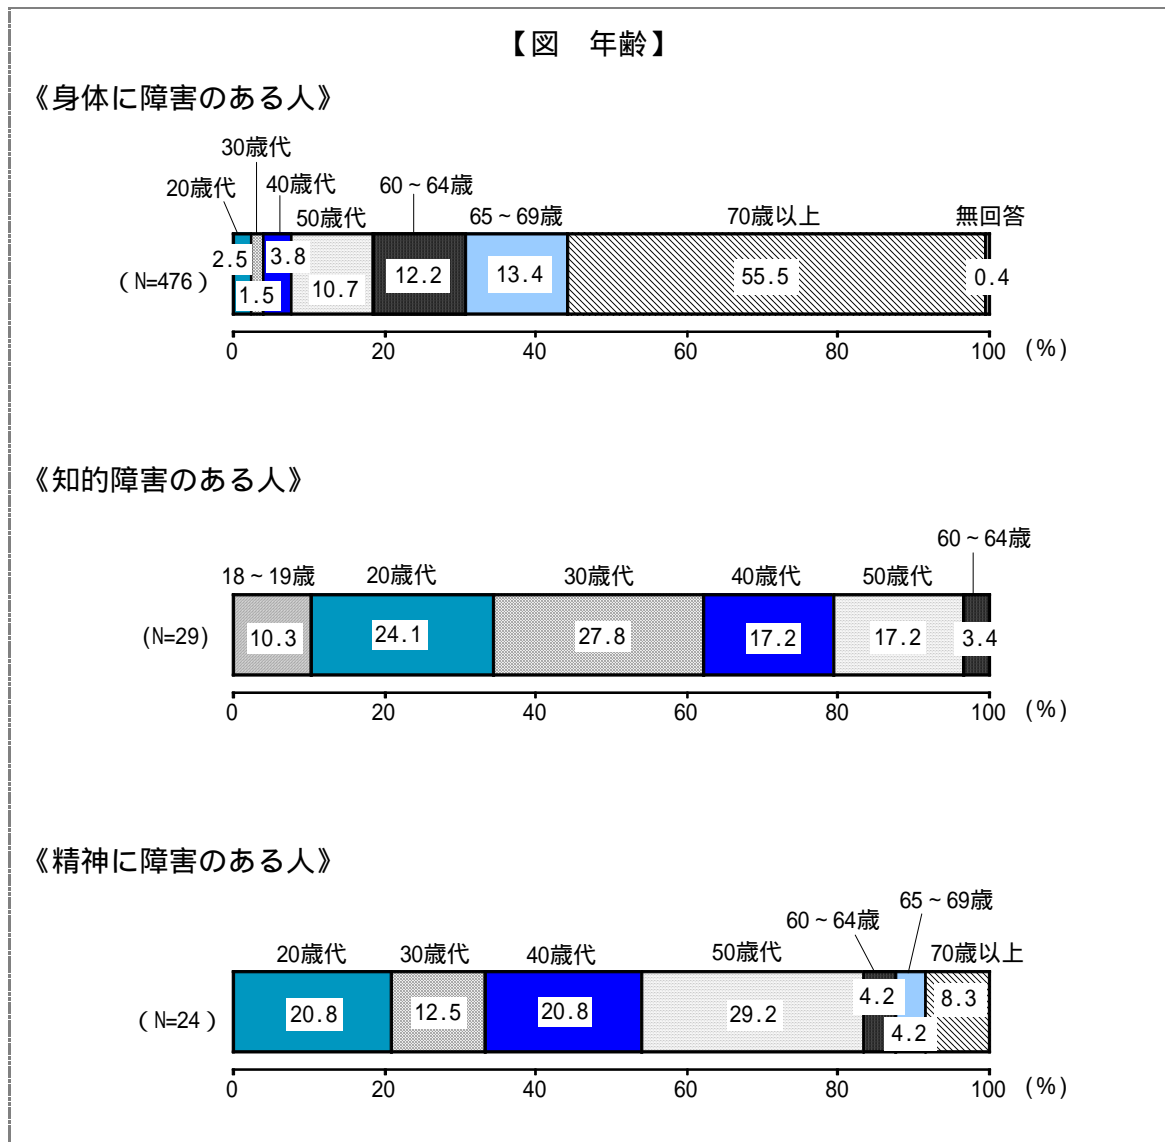 【図　年齢】
《身体に障害のある人》
30歳代
20歳代 40歳代 60～64歳
50歳代 65～69歳 70歳以上 無回答
(N=476) 2.5 1.5 3.8 10.7 12.2 13.4 55.5 0.4
0 20 40 60 80 100 (%)
《知的障害のある人》
60～64歳
18～19歳 20歳代 30歳代 40歳代 50歳代
(N=29) 10.3 24.1 27.8 17.2 17.2 3.4
0 20 40 60 80 100 (%)
《精神に障害のある人》
60～64歳 65～69歳
20歳代 30歳代 40歳代 50歳代 70歳以上
(N=24) 20.8 12.5 20.8 29.2 4.2 4.2 8.3
0 20 40 60 80 100 (%)